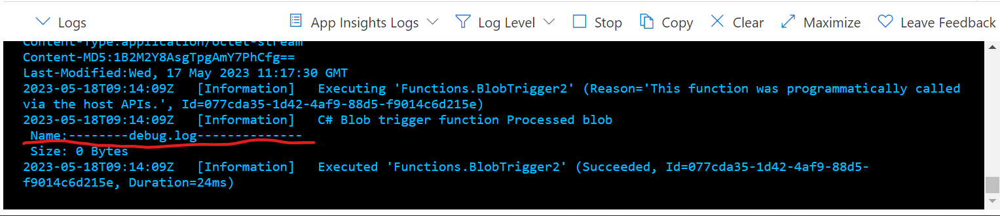 Logs App Insights Logs Log Level Stop Copy Clear Maximize Leave Feedback
Content-Type:application/octet-stream
Content-MD5:1B2M2Y8AsgTpgAmY7PhCfg==
Last-Modified:Wed, 17 May 2023 11:17:30 GMT
2023-05-18T09:14:09Z [Information] Executing 'Functions.BlobTrigger2' (Reason='This function was programmatically called
via the host APIs.', Id=077cda35-1d42-4af9-88d5-f9014c6d215e)
2023-05-18T09:14:09Z [Information] C# Blob trigger function Processed blob
Name:--------debug.log--------------
Size: 0 Bytes
2023-05-18T09:14:09Z [Information] Executed 'Functions.BlobTrigger2' (Succeeded, Id=077cda35-1d42-4af9-88d5-
f9014c6d215e, Duration=24ms)